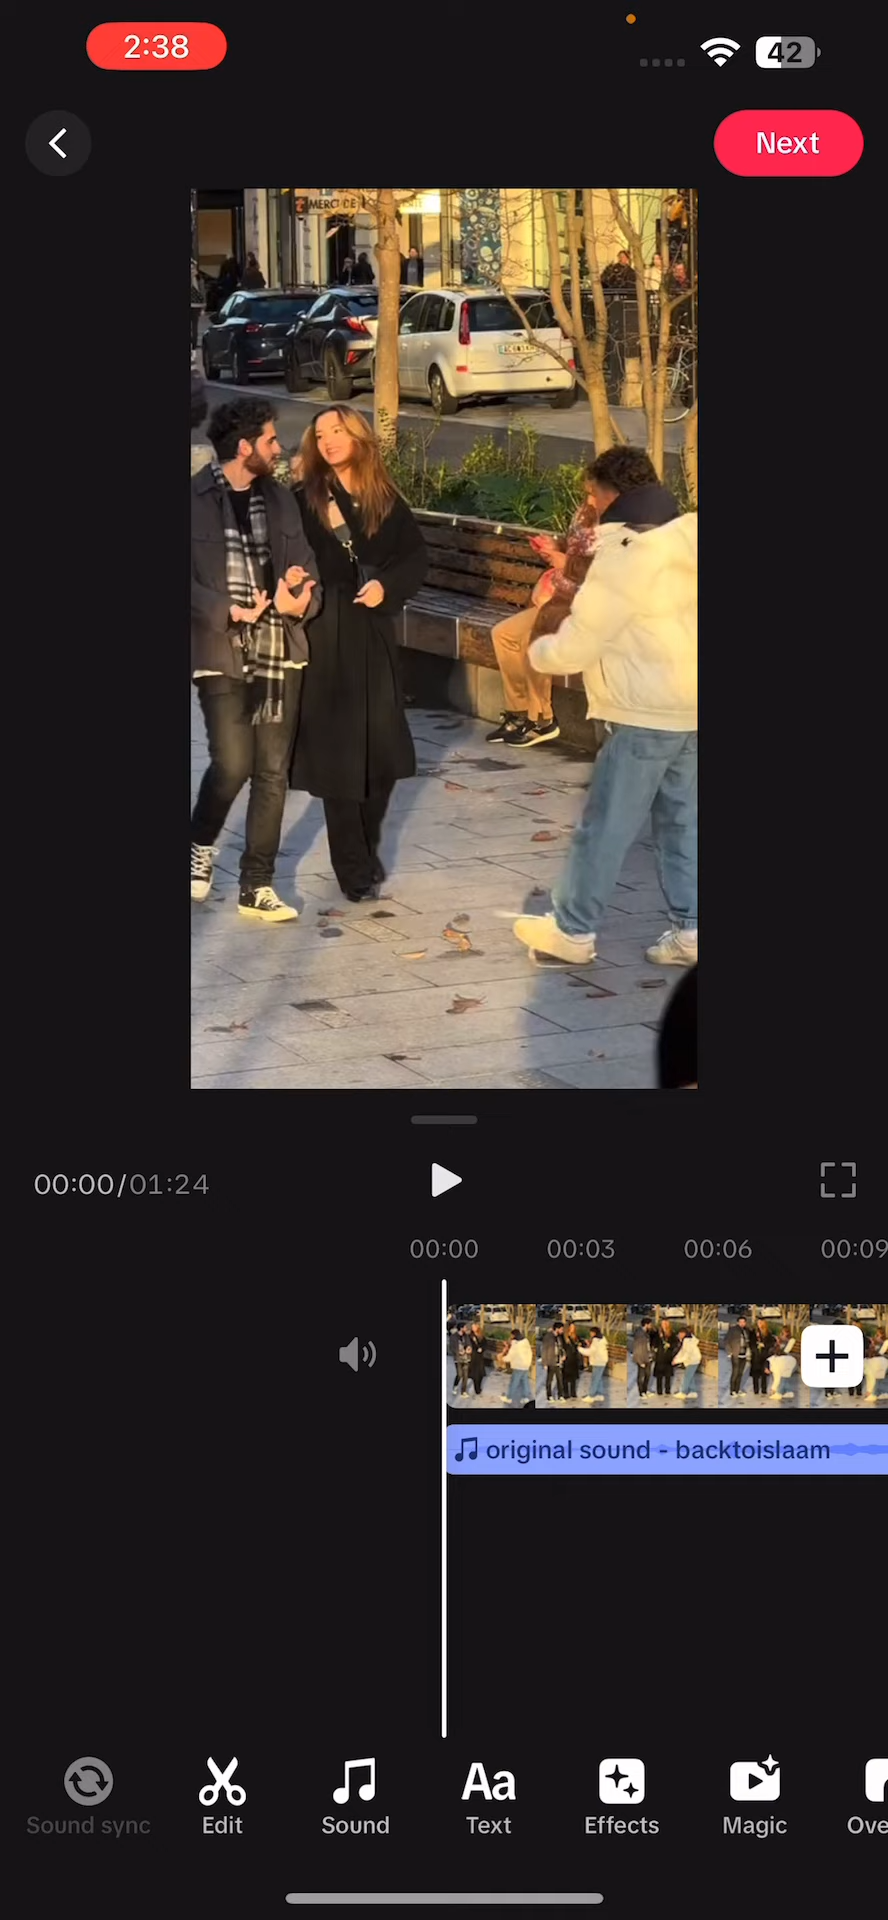 2:38
42
Next
00:00/01:24
00:00 00:03 00:06 00:09
original sound - backtoislaam
Sound sync
Edit
Sound
Aa
Text
Effects
Magic
Ove